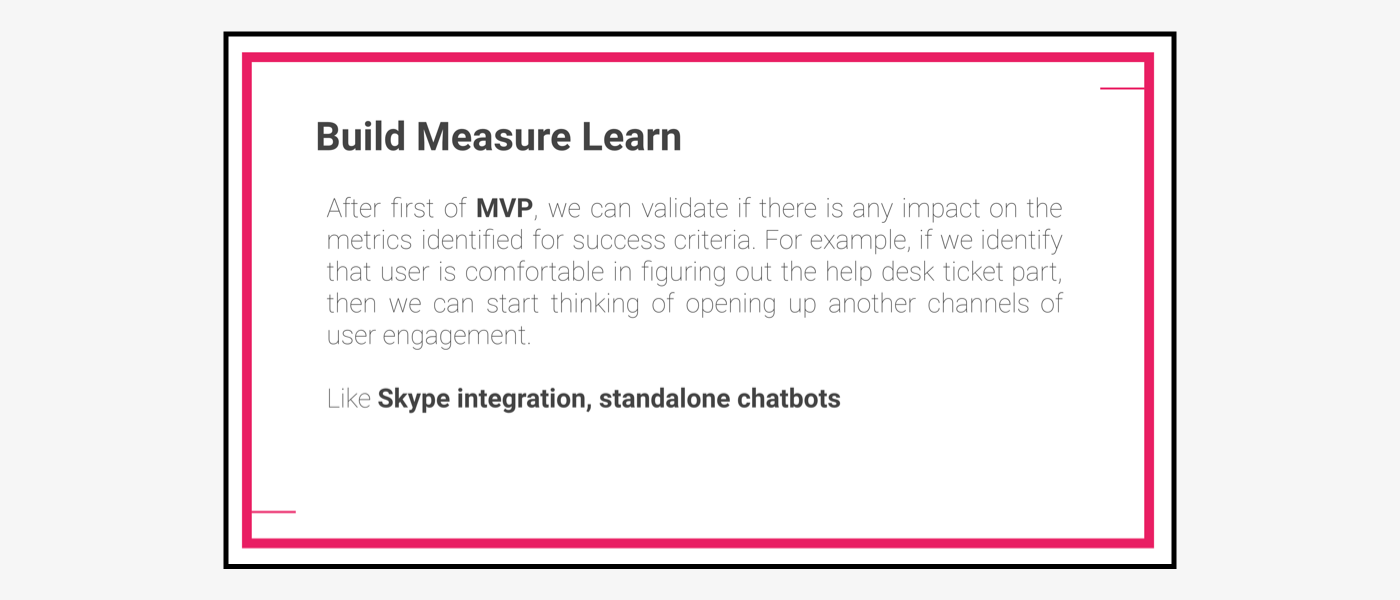 Build Measure Learn
After first of MVP, we can validate if there is any impact on the
metrics identified for success criteria. For example, if we identify
that user is comfortable in figuring out the help desk ticket part,
then we can start thinking of opening up another channels of
user engagement.
Like Skype integration, standalone chatbots